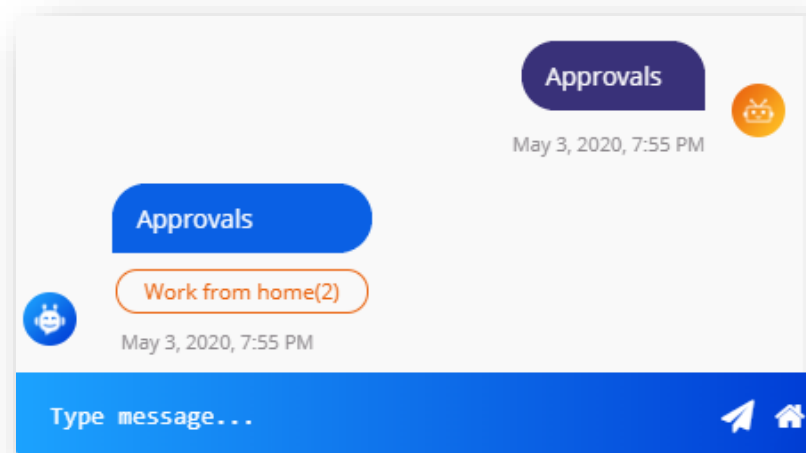 Approvals
May 3, 2020, 7:55 PM
Approvals
Work from home(2)
May 3, 2020, 7:55 PM
Type message...